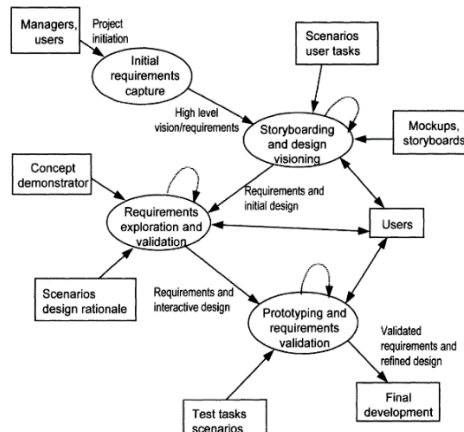 Managers,
users
Project
initiation
Initial
requirements
capture
Scenarios
user tasks
High level
vision/requirements
Storyboarding
and design
visioning
Mockups,
storyboards
Concept
demonstrator
Requirements and
initial design
Requirements
exploration and
validation
Users
Scenarios
design rationale
Requirements and
interactive design
Prototyping and
requirements
validation
Validated
requirements and
refined design
Test tasks
scenarios
Final
development